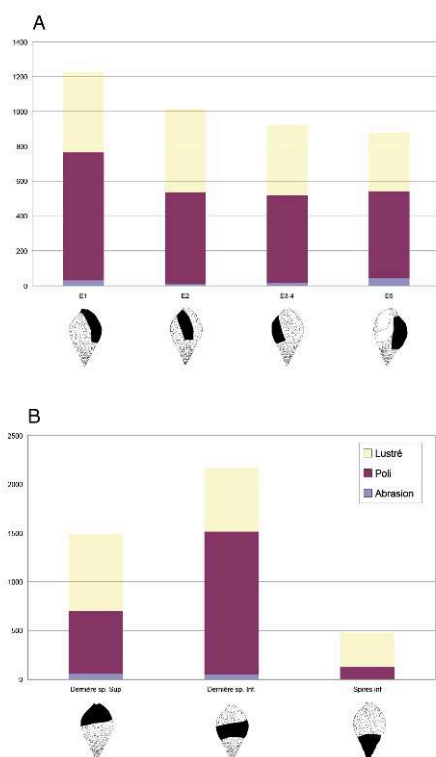 A
1400
1200
1000
800
600
400
200
0
E1 E2 E3-4 E5
B
2500
2000
1500
1000
500
0
Lustré
Poli
Abrasion
Dernière sp. Sup Dernière sp. Inf. Spires inf